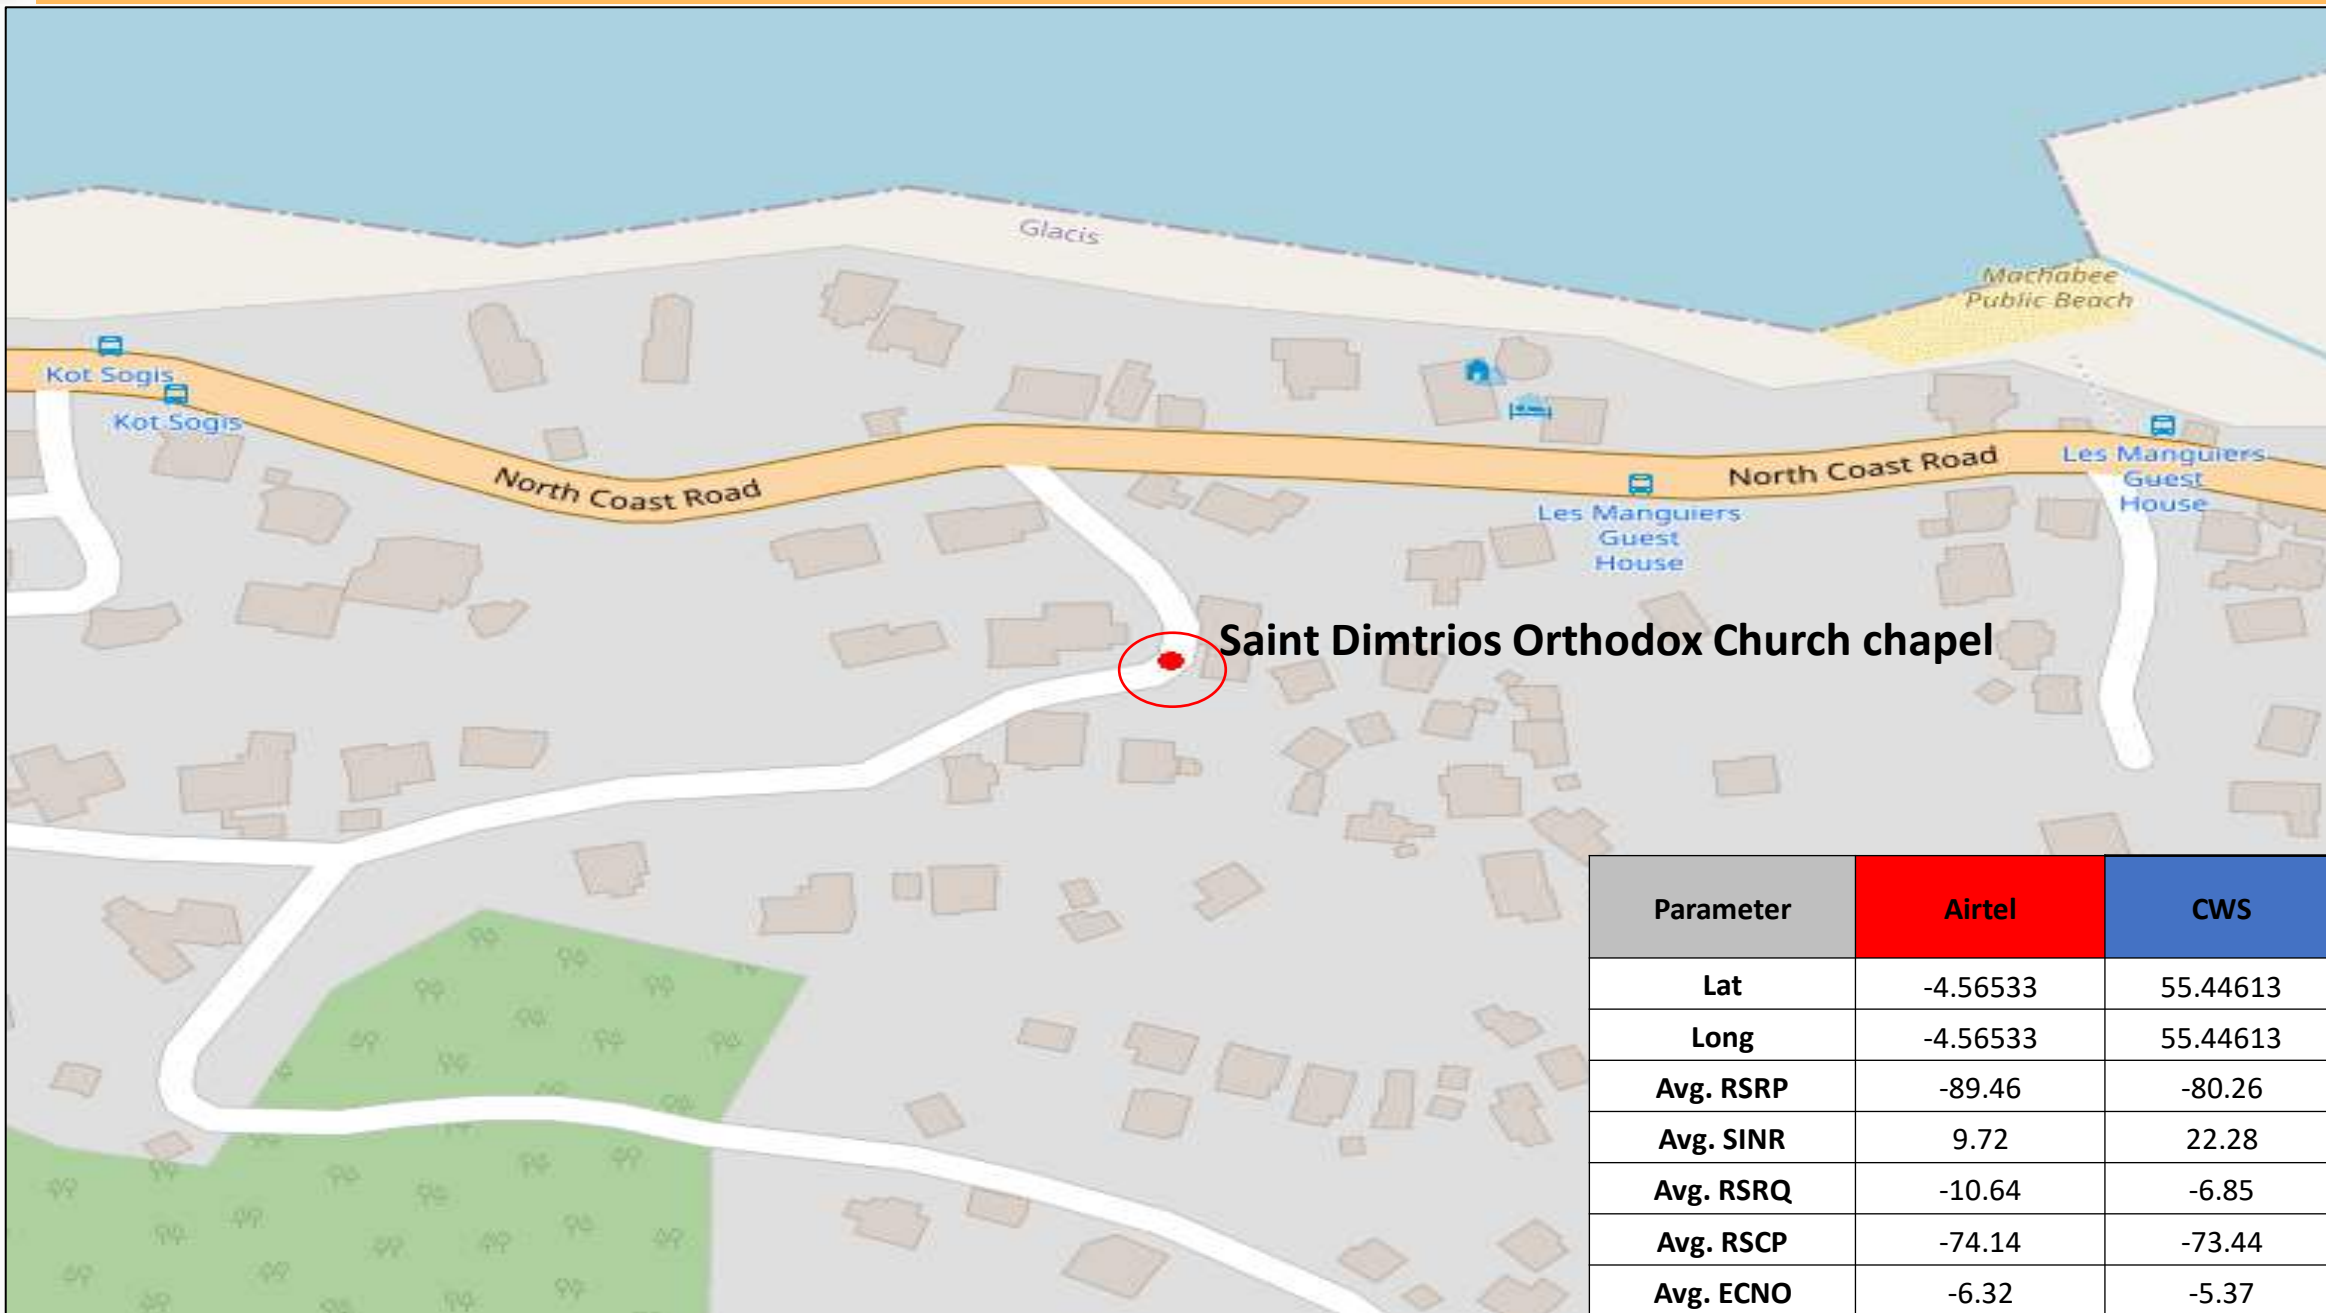 Glacis
Machabee
Public Beach
Kot Sogis
Kot Sogis
North Coast Road
North Coast Road
Les Manguiers
Guest
House
Les Manguiers
Guest
House
Saint Dimtrios Orthodox Church chapel
Parameter Airtel CWS
Lat -4.56533 55.44613
Long -4.56533 55.44613
Avg. RSRP -89.46 -80.26
Avg. SINR 9.72 22.28
Avg. RSRQ -10.64 -6.85
Avg. RSCP -74.14 -73.44
Avg. ECNO -6.32 -5.37